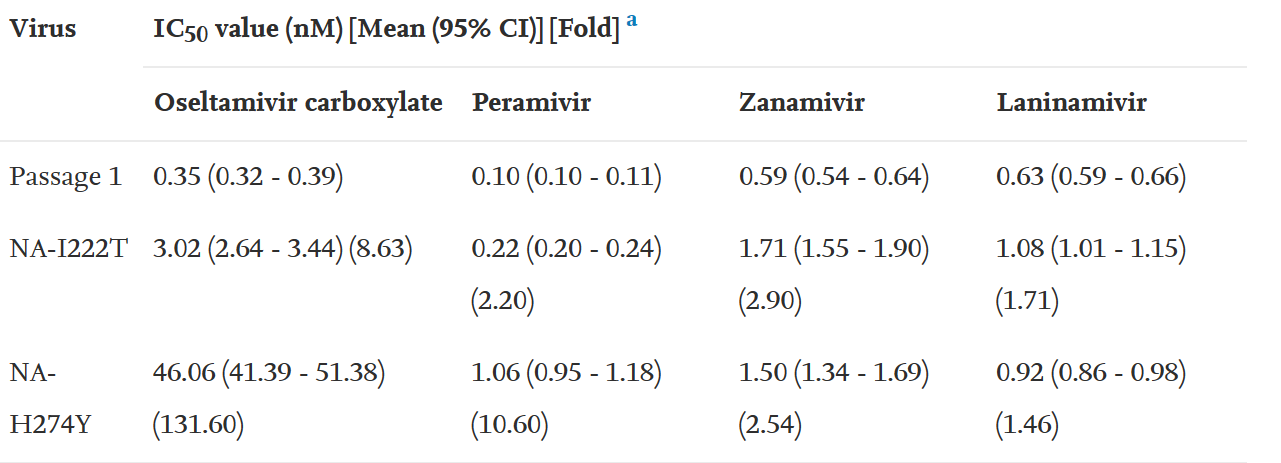 Virus IC50 value (nM) [Mean (95% CI)] [Fold] a
Oseltamivir carboxylate Peramivir Zanamivir Laninamivir
Passage 1 0.35 (0.32 - 0.39) 0.10 (0.10 - 0.11) 0.59 (0.54 - 0.64) 0.63 (0.59 - 0.66)
NA-I222T 3.02 (2.64 - 3.44) (8.63) 0.22 (0.20 - 0.24) 1.71 (1.55 - 1.90) 1.08 (1.01 - 1.15)
(2.20) (2.90) (1.71)
NA- 46.06 (41.39 - 51.38) 1.06 (0.95 - 1.18) 1.50 (1.34 - 1.69) 0.92 (0.86 - 0.98)
H274Y (131.60) (10.60) (2.54) (1.46)